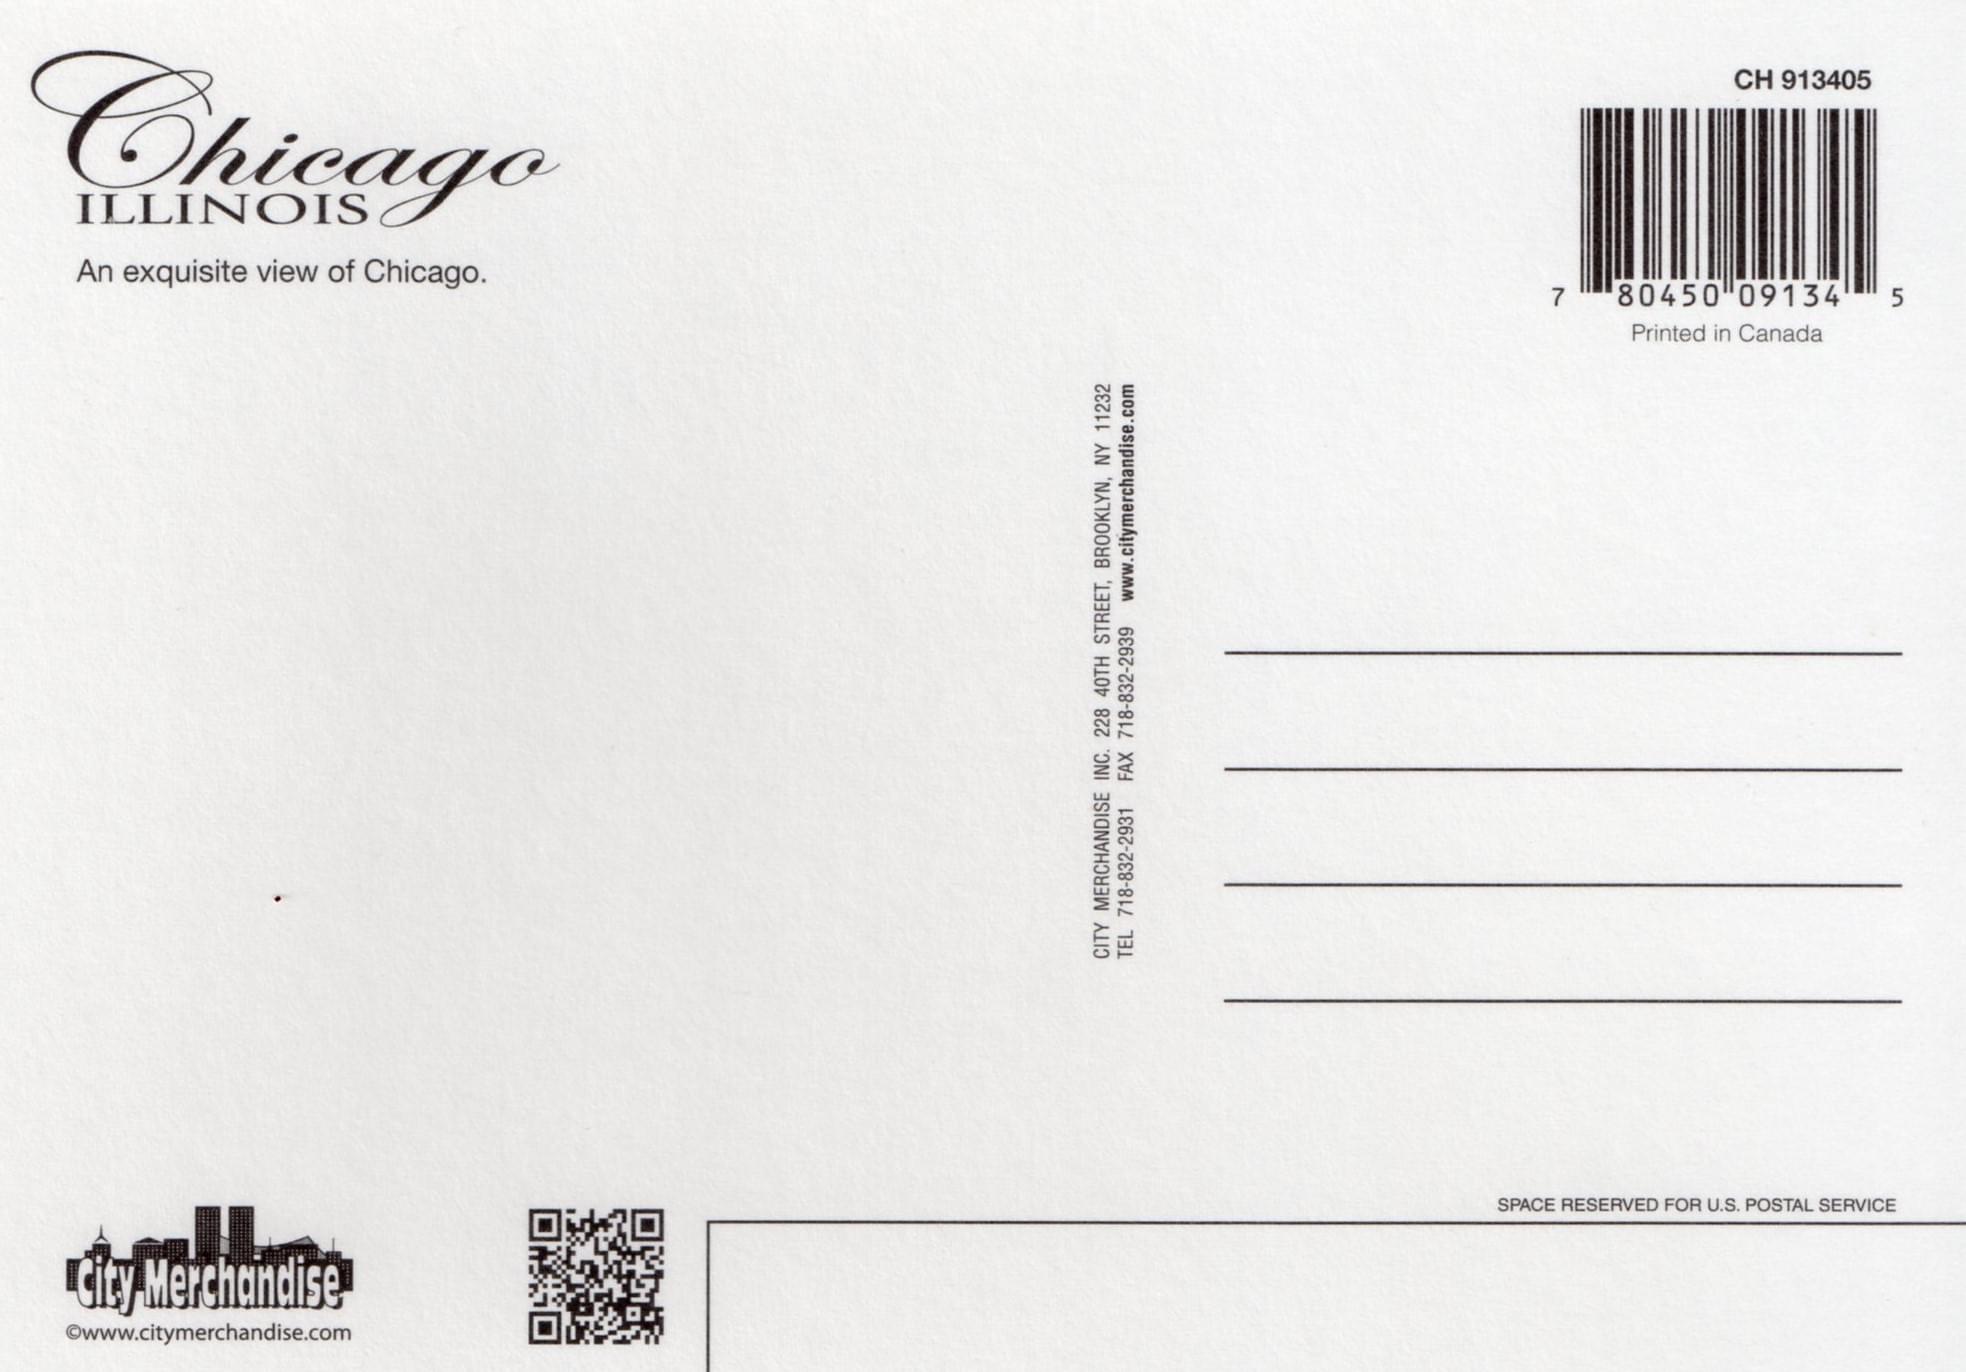 Chicago
ILLINOIS
An exquisite view of Chicago.
CH 913405
7 80450 09134 5
Printed in Canada
CITY MERCHANDISE INC. 228 40TH STREET, BROOKLYN, NY 11232
TEL 718-832-2931 FAX 718-832-2939 www.citymerchandise.com
SPACE RESERVED FOR U.S. POSTAL SERVICE
City Merchandise
©www.citymerchandise.com